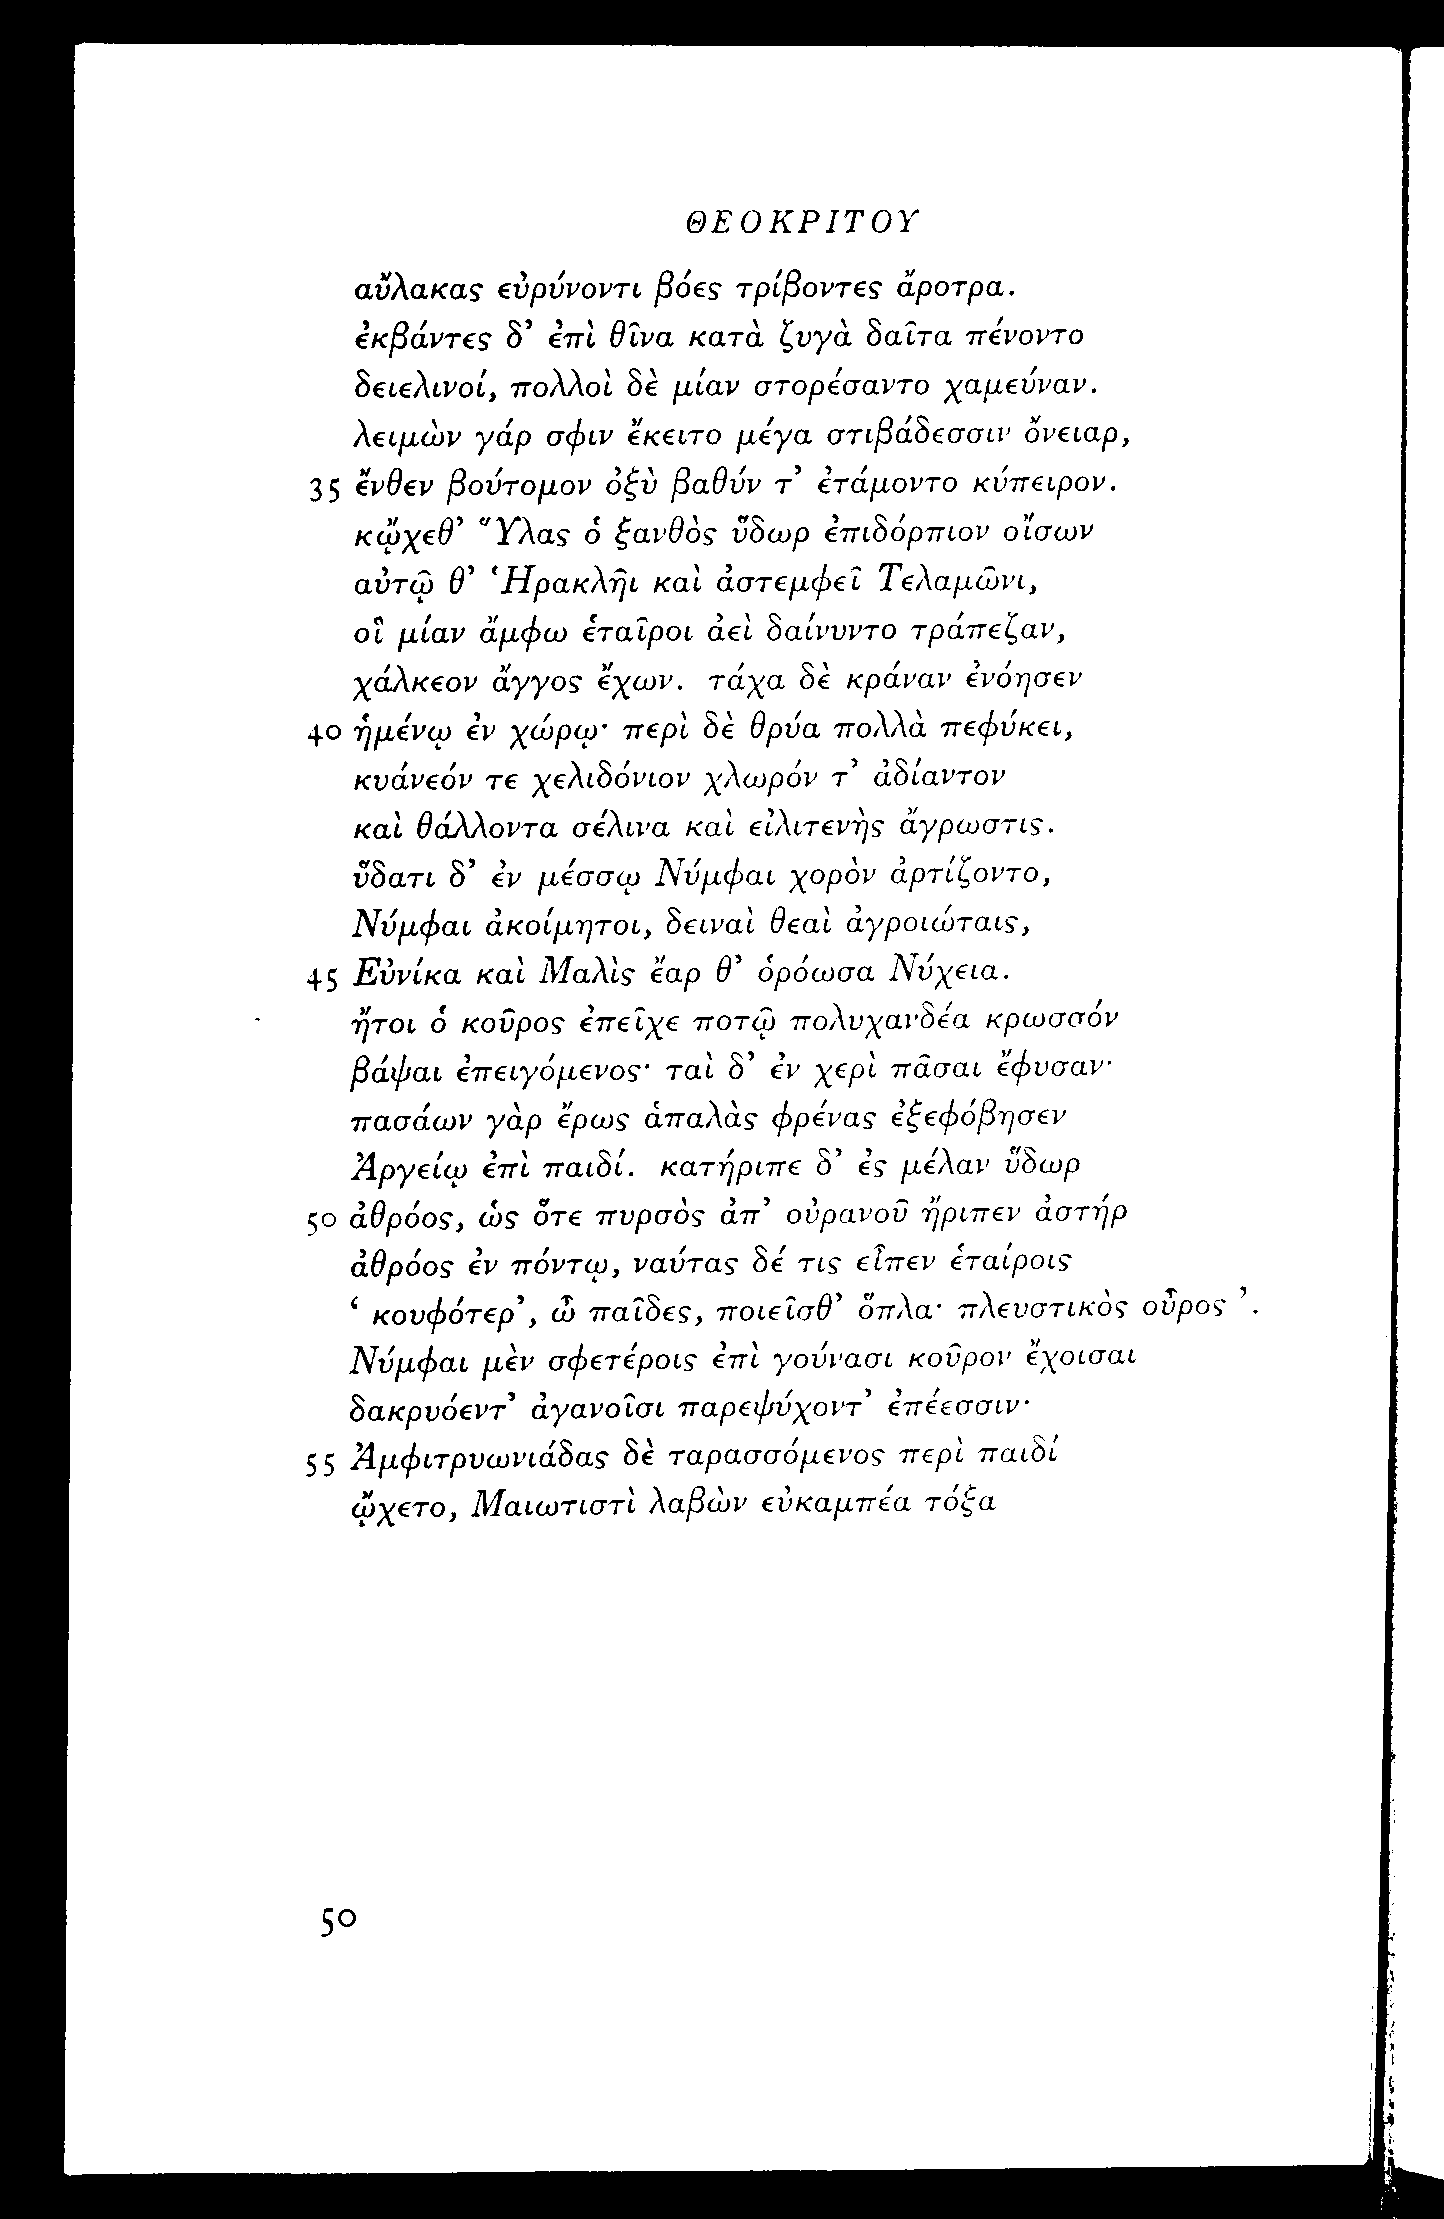 ΘΕΟΚΡΙΤΟΥ
αὔλακας εὐρύνοντι βόες τρίβοντες ἄροτρα.
ἐκβάντες δ’ ἐπὶ θῖνα κατὰ ζυγὰ δαῖτα πένοντο
δειελινοί, πολλοὶ δὲ μίαν στορέσαντο χαμεύναν.
λειμὼν γάρ σφιν ἔκειτο μέγα στιβάδεσσιν ὄνειαρ,
35 ἔνθεν βούτομον ὀξὺ βαθύν τ’ ἐτάμοντο κύπειρον.
κᾤχεθ’ Ὕλας ὁ ξανθὸς ὕδωρ ἐπιδόρπιον οἴσων
αὐτῷ θ’ Ἡρακλῆι καὶ ἀστεμφεῖ Τελαμῶνι,
οἳ μίαν ἄμφω ἑταῖροι ἀεὶ δαίνυντο τράπεζαν,
χάλκεον ἄγγος ἔχων. τάχα δὲ κράναν ἐνόησεν
40 ἡμένῳ ἐν χώρῳ· περὶ δὲ θρύα πολλὰ πεφύκει,
κυάνεόν τε χελιδόνιον χλωρόν τ’ ἀδίαντον
καὶ θάλλοντα σέλινα καὶ εἰλιτενὴς ἄγρωστις.
ὕδατι δ’ ἐν μέσσῳ Νύμφαι χορὸν ἀρτίζοντο,
Νύμφαι ἀκοίμητοι, δειναὶ θεαὶ ἀγροιώταις,
45 Εὐνίκα καὶ Μαλὶς ἔαρ θ’ ὁρόωσα Νύχεια.
ἤτοι ὁ κοῦρος ἐπεῖχε ποτῷ πολυχανδέα κρωσσόν
βάψαι ἐπειγόμενος· ταὶ δ’ ἐν χερὶ πᾶσαι ἔφυσαν·
πασάων γὰρ ἔρως ἁπαλὰς φρένας ἐξεφόβησεν
Ἀργείῳ ἐπὶ παιδί. κατήριπε δ’ ἐς μέλαν ὕδωρ
50 ἀθρόος, ὡς ὅτε πυρσὸς ἀπ’ οὐρανοῦ ἤριπεν ἀστήρ
ἀθρόος ἐν πόντῳ, ναύτας δέ τις εἶπεν ἑταίροις
‘ κουφότερ’, ὦ παῖδες, ποιεῖσθ’ ὅπλα· πλευστικὸς οὖρος ’.
Νύμφαι μὲν σφετέροις ἐπὶ γούνασι κοῦρον ἔχοισαι
δακρυόεντ’ ἀγανοῖσι παρεψύχοντ’ ἐπέεσσιν·
55 Ἀμφιτρυωνιάδας δὲ ταρασσόμενος περὶ παιδί
ᾤχετο, Μαιωτιστὶ λαβὼν εὐκαμπέα τόξα
50